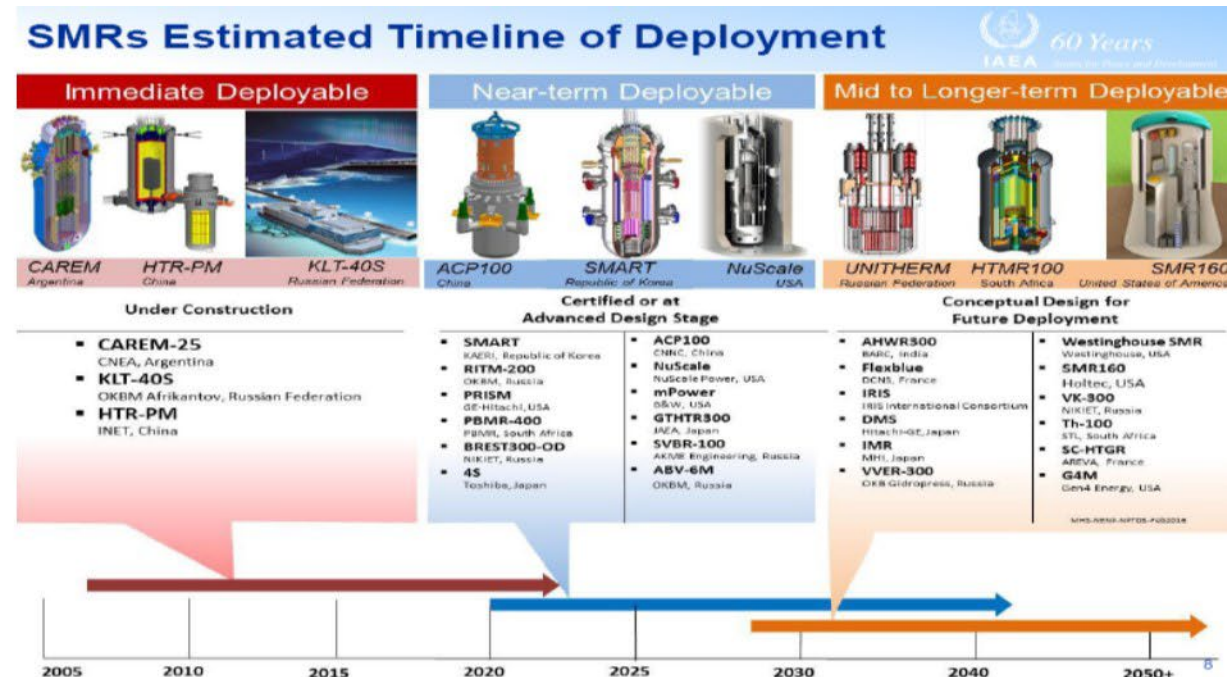 SMRs Estimated Timeline of Deployment
IAEA
60 Years
Immediate Deployable
CAREM
Argentina
HTR-PM
China
KLT-40S
Russian Federation
Under Construction
▪ CAREM-25
CNEA, Argentina
▪ KLT-40S
OKBM Afrikantov, Russian Federation
▪ HTR-PM
INET, China
Near-term Deployable
ACP100
China
SMART
Republic of Korea
NuScale
USA
Certified or at
Advanced Design Stage
▪ SMART
KAERI, Republic of Korea
▪ RITM-200
OKBM, Russia
▪ PRISM
GE-Hitachi, USA
▪ PBMR-400
PBMR, South Africa
▪ BREST300-OD
NIKIET, Russia
▪ 4S
Toshiba, Japan
▪ ACP100
CNNC, China
▪ NuScale
NuScale Power, USA
▪ mPower
B&W, USA
▪ GTHTR300
JAEA, Japan
▪ SVBR-100
AKME Engineering, Russia
▪ ABV-6M
OKBM, Russia
Mid to Longer-term Deployable
UNITHERM
Russian Federation
HTMR100
South Africa
SMR160
United States of America
Conceptual Design for
Future Deployment
▪ AHWR300
BARC, India
▪ Flexblue
DCNS, France
▪ IRIS
IRIS International Consortium
▪ DMS
Hitachi-GE, Japan
▪ IMR
MHI, Japan
▪ VVER-300
OKB Gidropress, Russia
▪ Westinghouse SMR
Westinghouse, USA
▪ SMR160
Holtec, USA
▪ VK-300
NIKIET, Russia
▪ Th-100
STL, South Africa
▪ SC-HTGR
AREVA, France
▪ G4M
Gen4 Energy, USA
2005 2010 2015 2020 2025 2030 2040 2050+
8